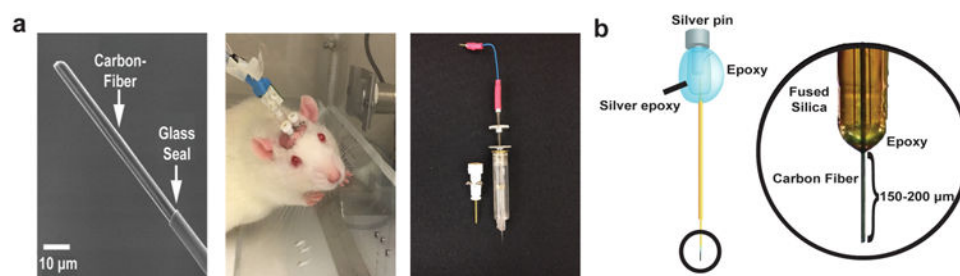 a
Carbon-
Fiber
Glass
Seal
10 μm
b
Silver pin
Epoxy
Silver epoxy
Fused
Silica
Epoxy
Carbon Fiber
150-200 μm